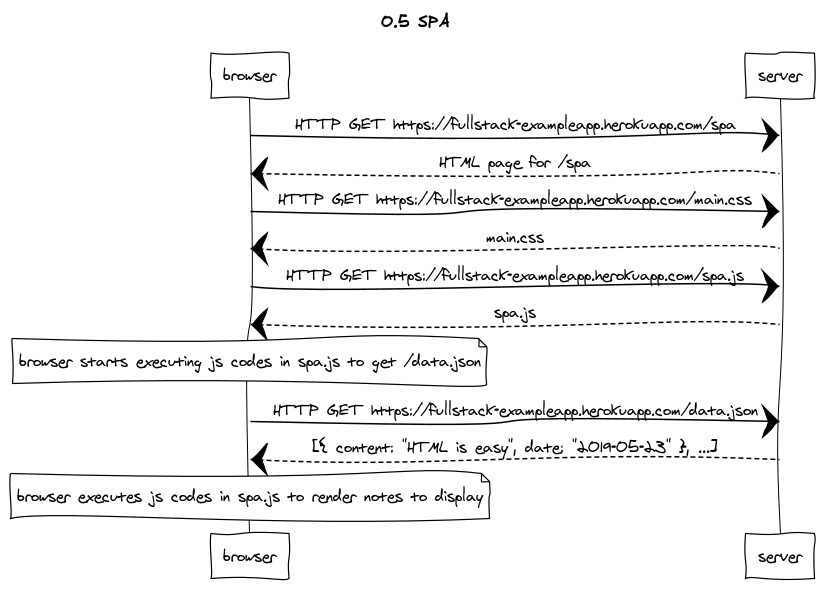 0.5 SPA
browser
server
HTTP GET https://fullstack-exampleapp.herokuapp.com/spa
HTML page for /spa
HTTP GET https://fullstack-exampleapp.herokuapp.com/main.css
main.css
HTTP GET https://fullstack-exampleapp.herokuapp.com/spa.js
spa.js
browser starts executing js codes in spa.js to get /data.json
HTTP GET https://fullstack-exampleapp.herokuapp.com/data.json
[{ content: "HTML is easy", date: "2019-05-23" }, ...]
browser executes js codes in spa.js to render notes to display
browser
server